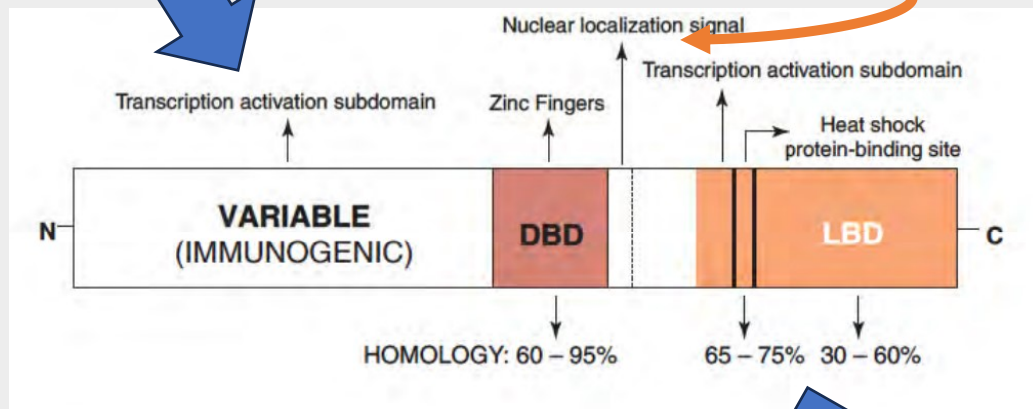 Nuclear localization signal
Transcription activation subdomain
Transcription activation subdomain
Zinc Fingers
Heat shock
protein-binding site
N
VARIABLE
(IMMUNOGENIC)
DBD
LBD
C
HOMOLOGY: 60 – 95%
65 – 75%
30 – 60%